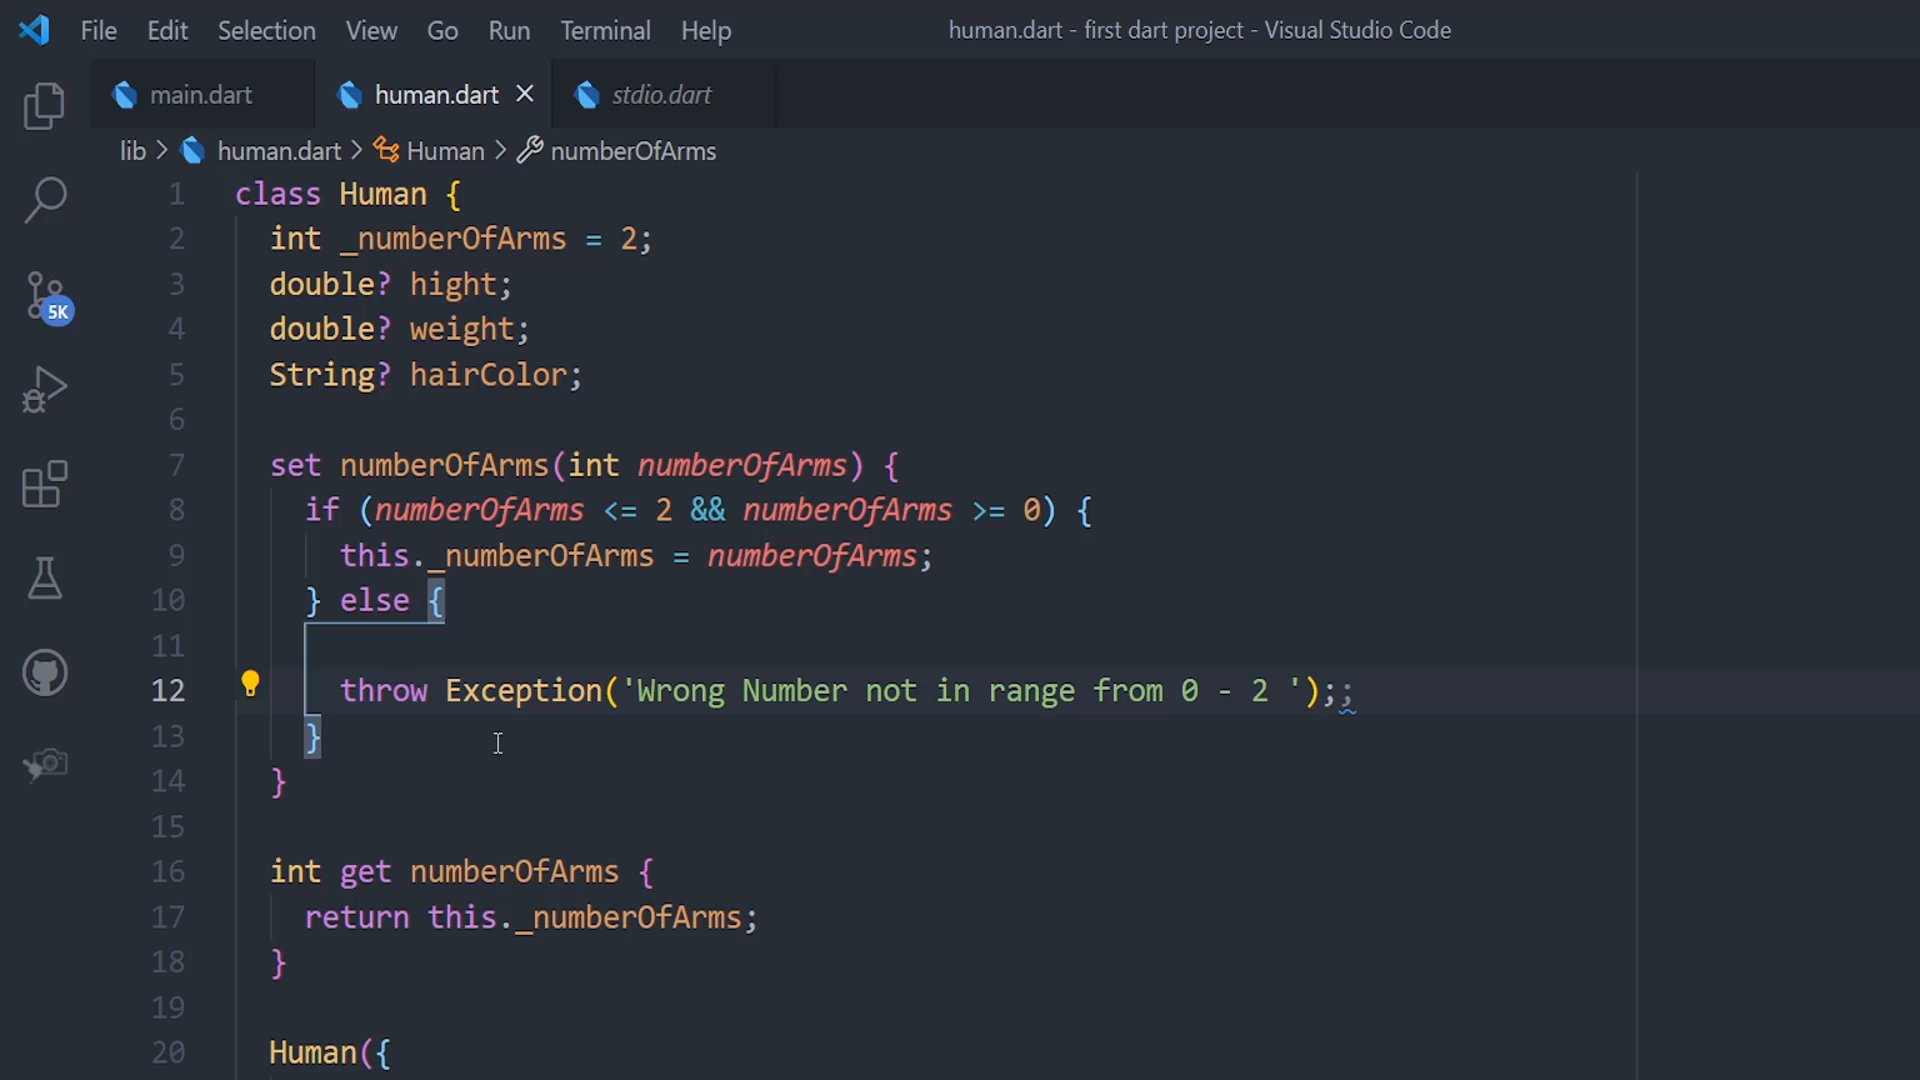 File Edit Selection View Go Run Terminal Help human.dart - first dart project - Visual Studio Code
main.dart human.dart stdio.dart
lib > human.dart > Human > numberOfArms
5K
1 class Human {
2 int _numberOfArms = 2;
3 double? hight;
4 double? weight;
5 String? hairColor;
6
7 set numberOfArms(int numberOfArms) {
8 if (numberOfArms <= 2 && numberOfArms >= 0) {
9 this._numberOfArms = numberOfArms;
10 } else {
11
12 throw Exception('Wrong Number not in range from 0 - 2 ');;
13 }
14 }
15
16 int get numberOfArms {
17 return this._numberOfArms;
18 }
19
20 Human({